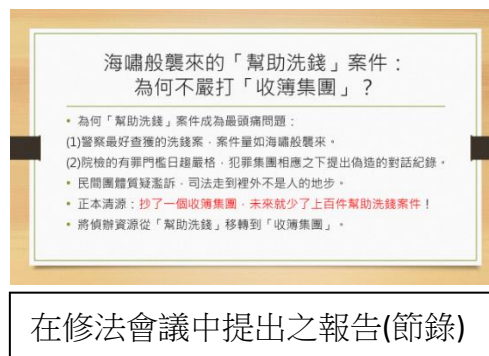 海嘯般襲來的「幫助洗錢」案件：
為何不嚴打「收簿集團」？
• 為何「幫助洗錢」案件成為最頭痛問題：
(1)警察最好查獲的洗錢案，案件量如海嘯般襲來。
(2)院檢的有罪門檻日趨嚴格，犯罪集團相應之下提出偽造的對話紀錄。
• 民間團體質疑濫訴，司法走到裡外不是人的地步。
• 正本清源：抄了一個收簿集團，未來就少了上百件幫助洗錢案件！
• 將偵辦資源從「幫助洗錢」移轉到「收簿集團」。
在修法會議中提出之報告(節錄)